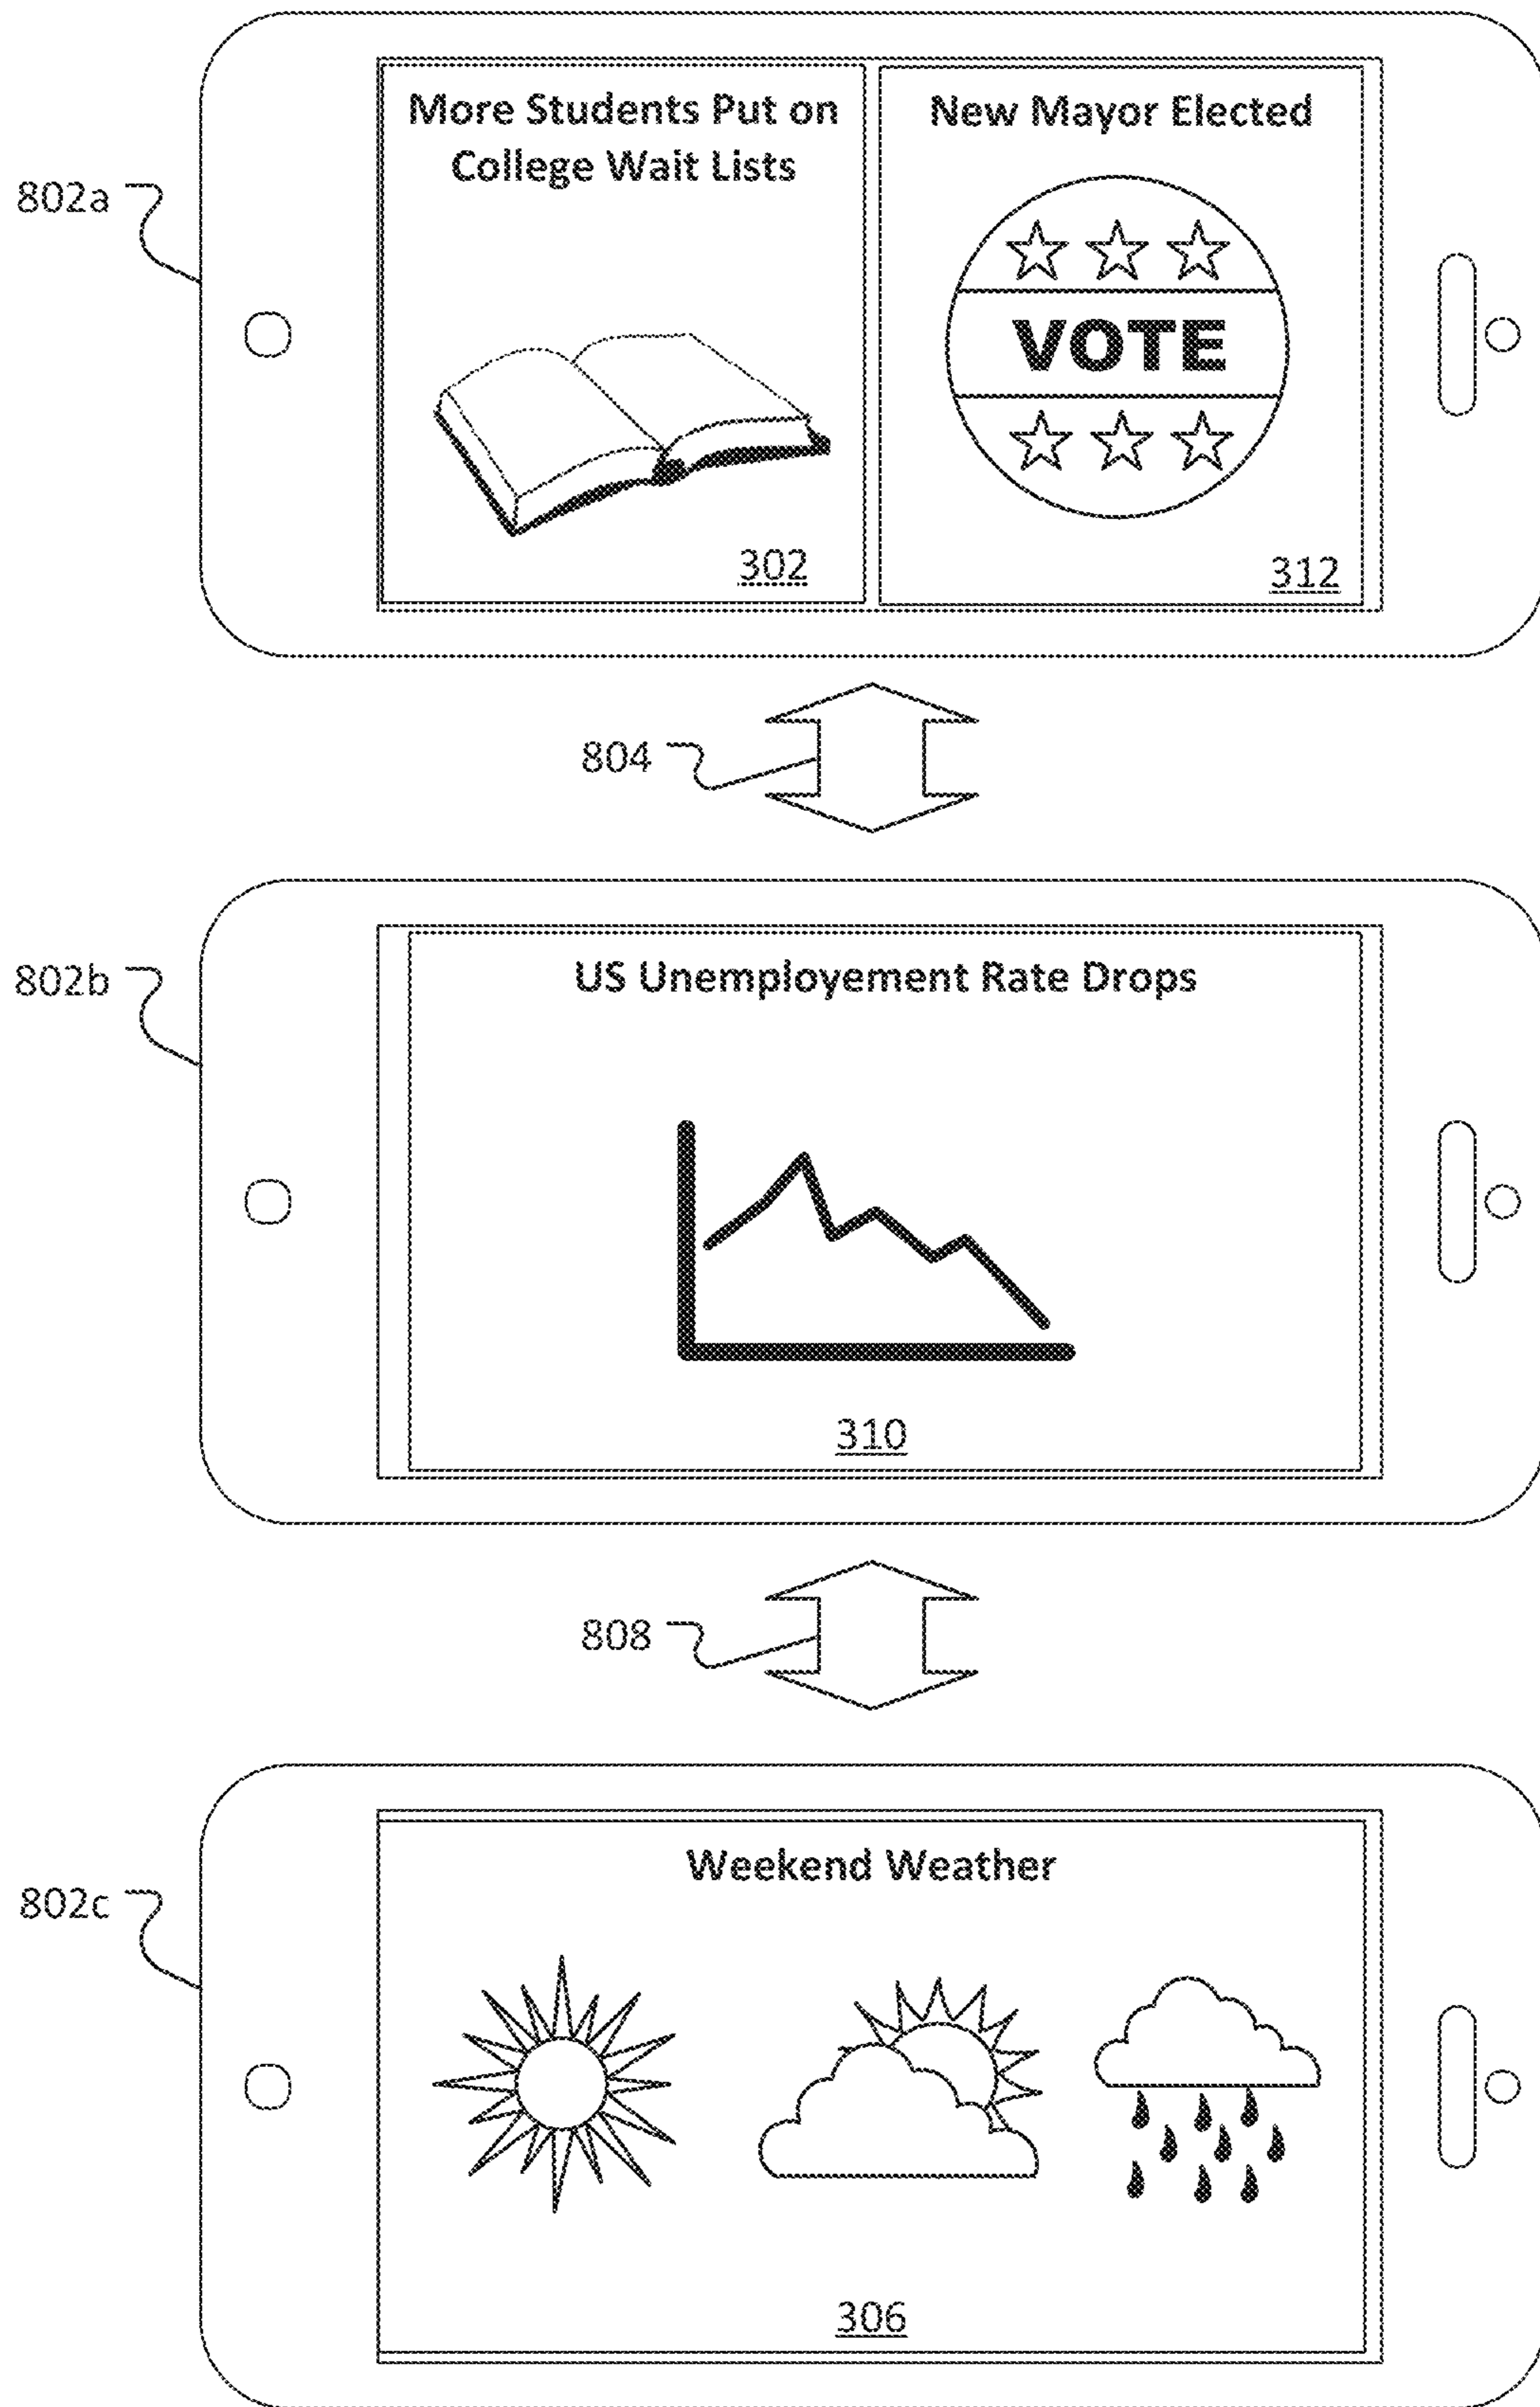 More Students Put on
College Wait Lists
New Mayor Elected
802a
VOTE
302
312
804
802b
US Unemployement Rate Drops
310
808
802c
Weekend Weather
306